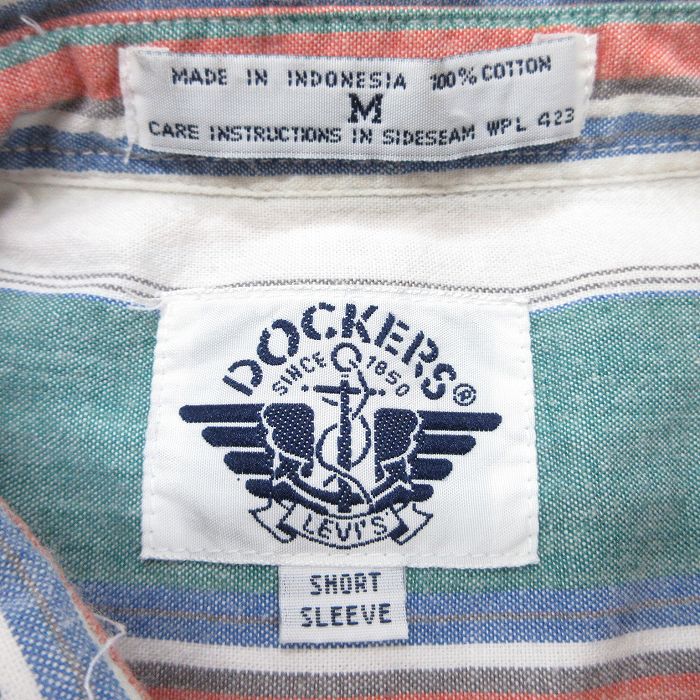 MADE IN INDONESIA 100% COTTON
M
CARE INSTRUCTIONS IN SIDESEAM WPL 423
DOCKERS®
SINCE 1850
LEVI'S
SHORT
SLEEVE